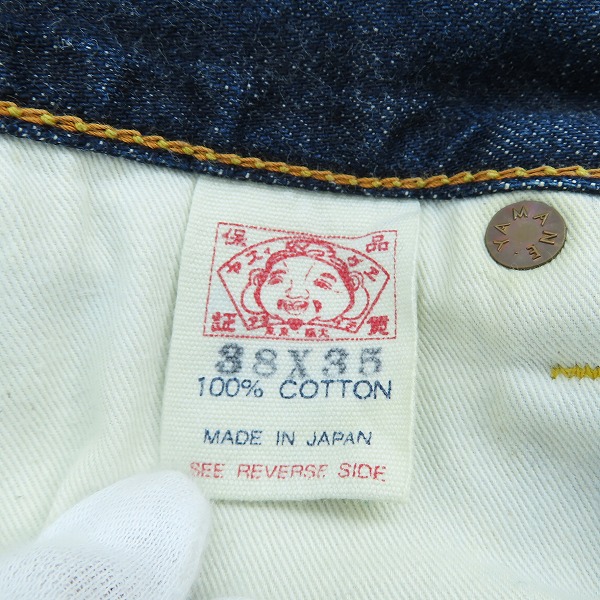 保 品
証 質
38X35
100% COTTON
MADE IN JAPAN
SEE REVERSE SIDE
YAMANE